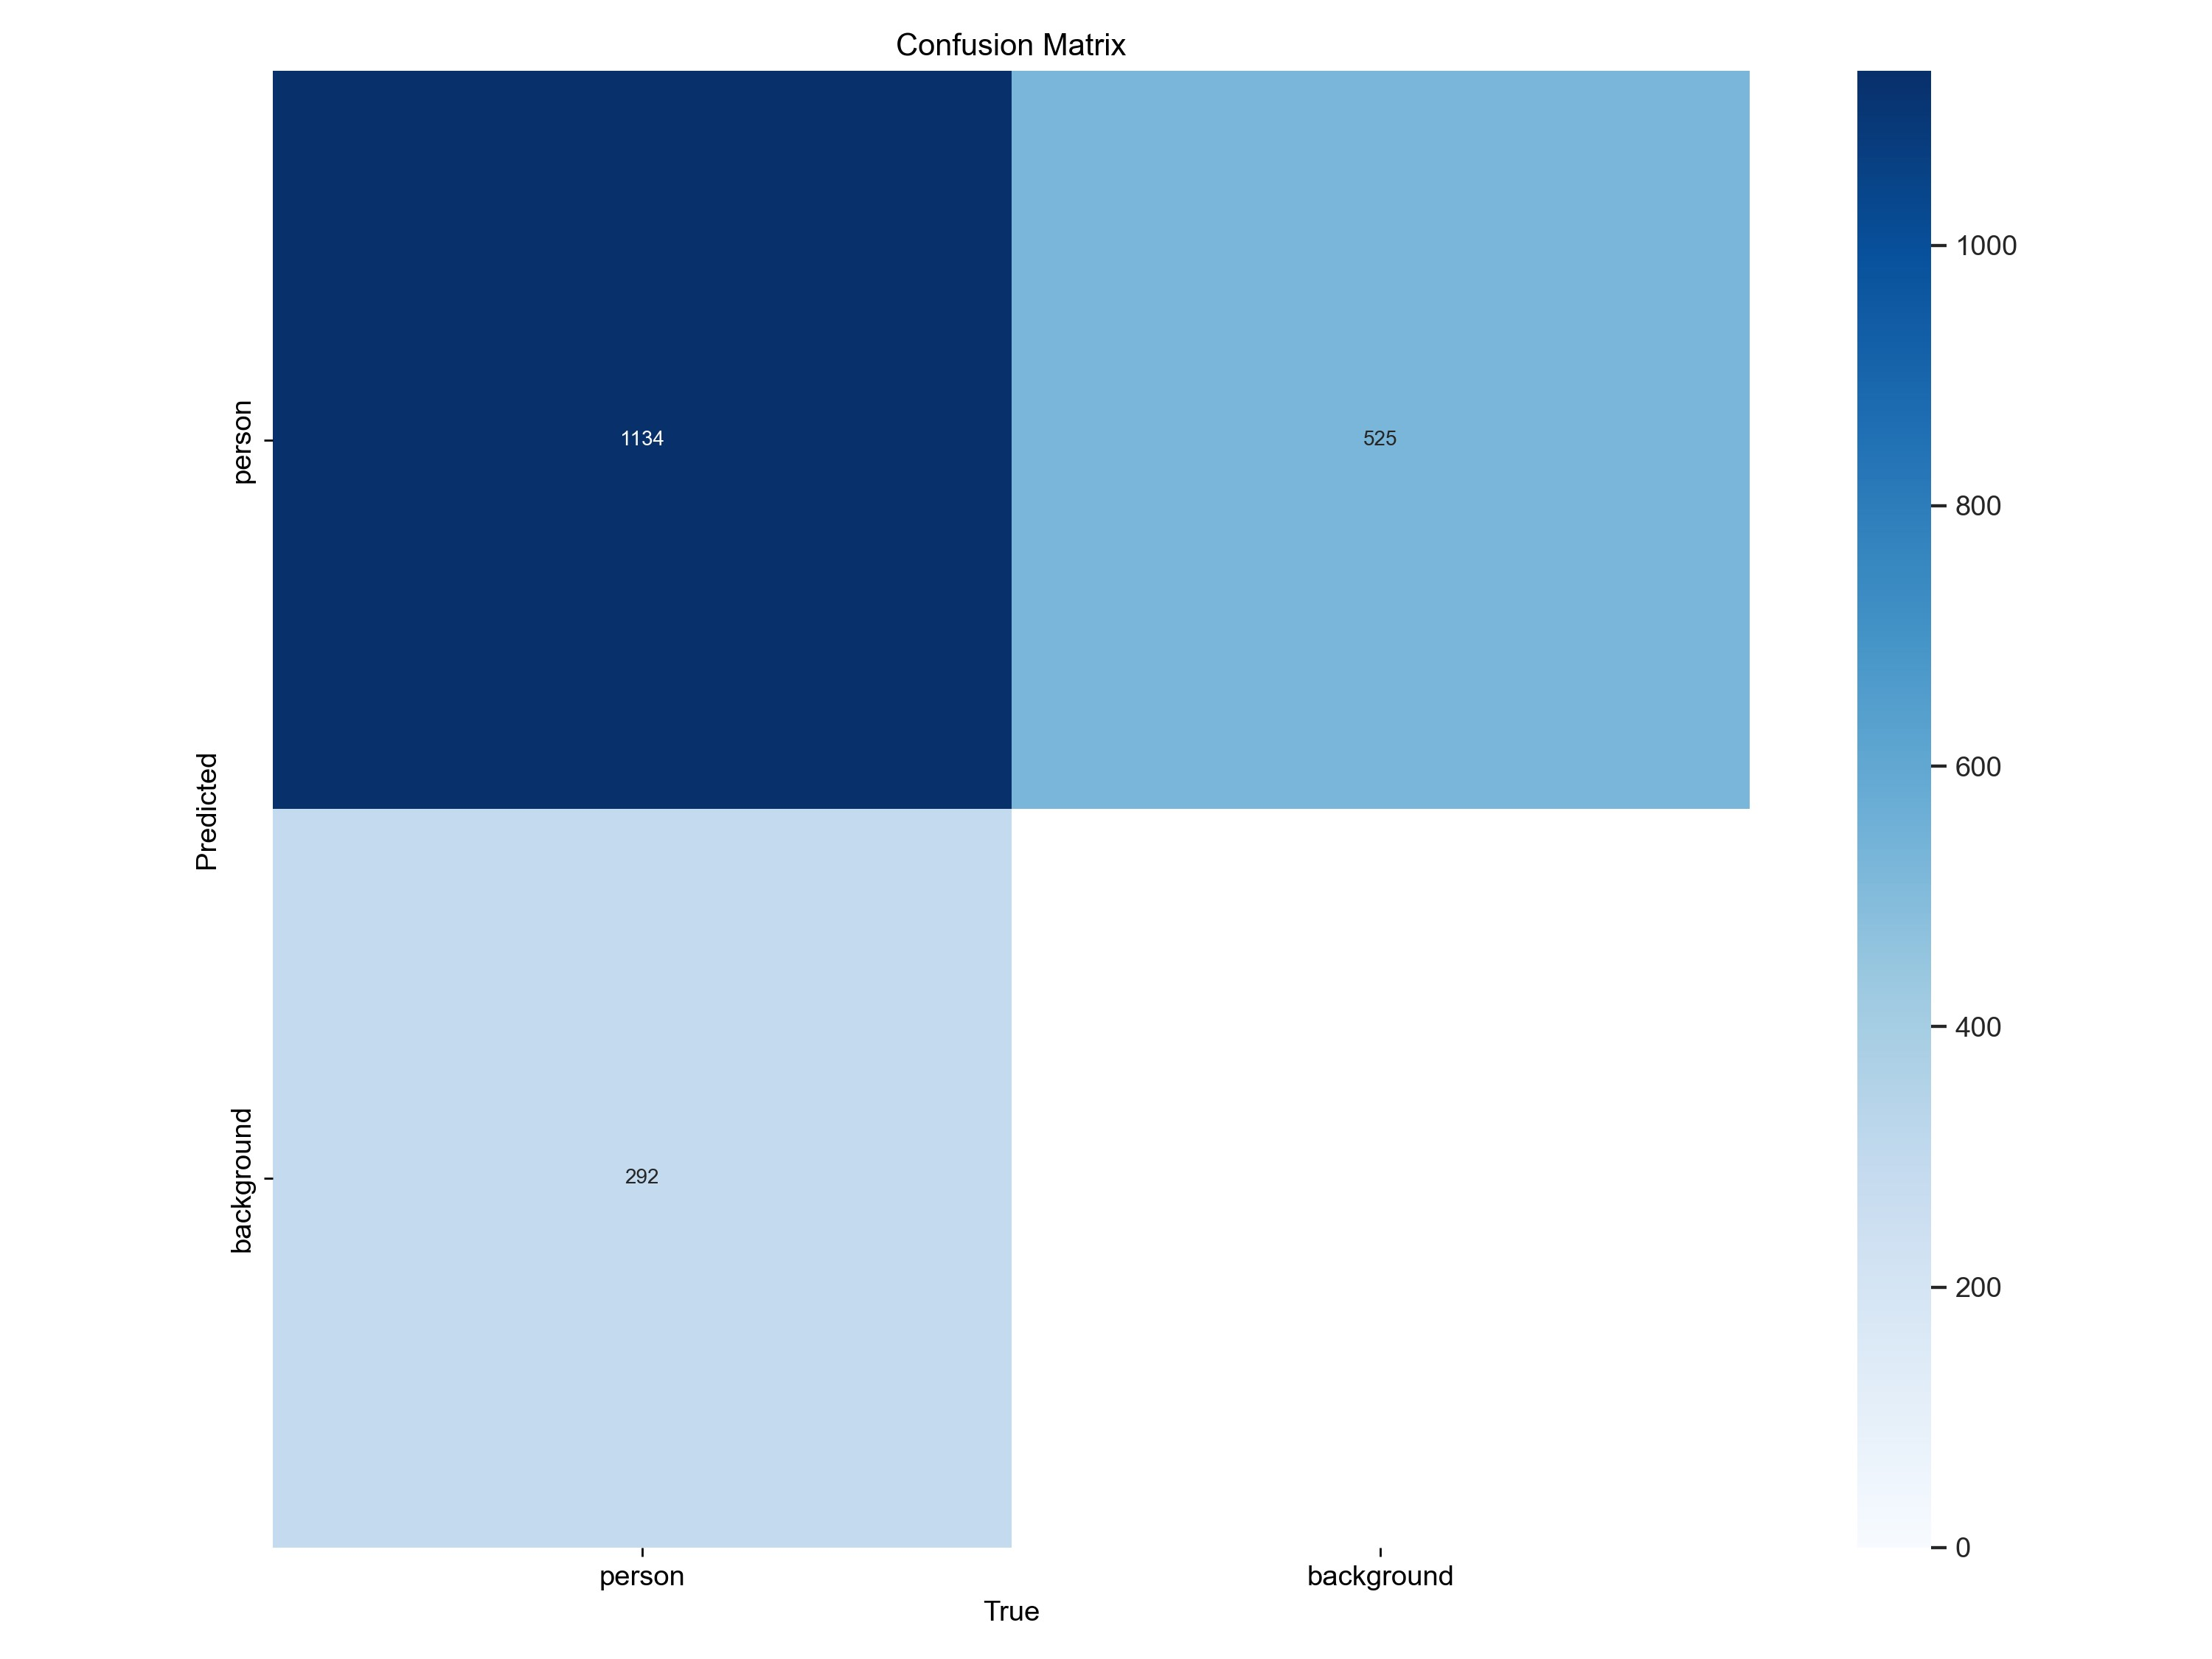 Confusion Matrix
person
1134
525
Predicted
background
292
person
background
True
1000
800
600
400
200
0